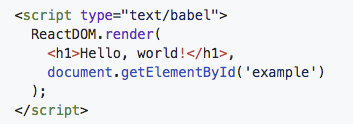 <script type="text/babel">
  ReactDOM.render(
    <h1>Hello, world!</h1>,
    document.getElementById('example')
  );
</script>